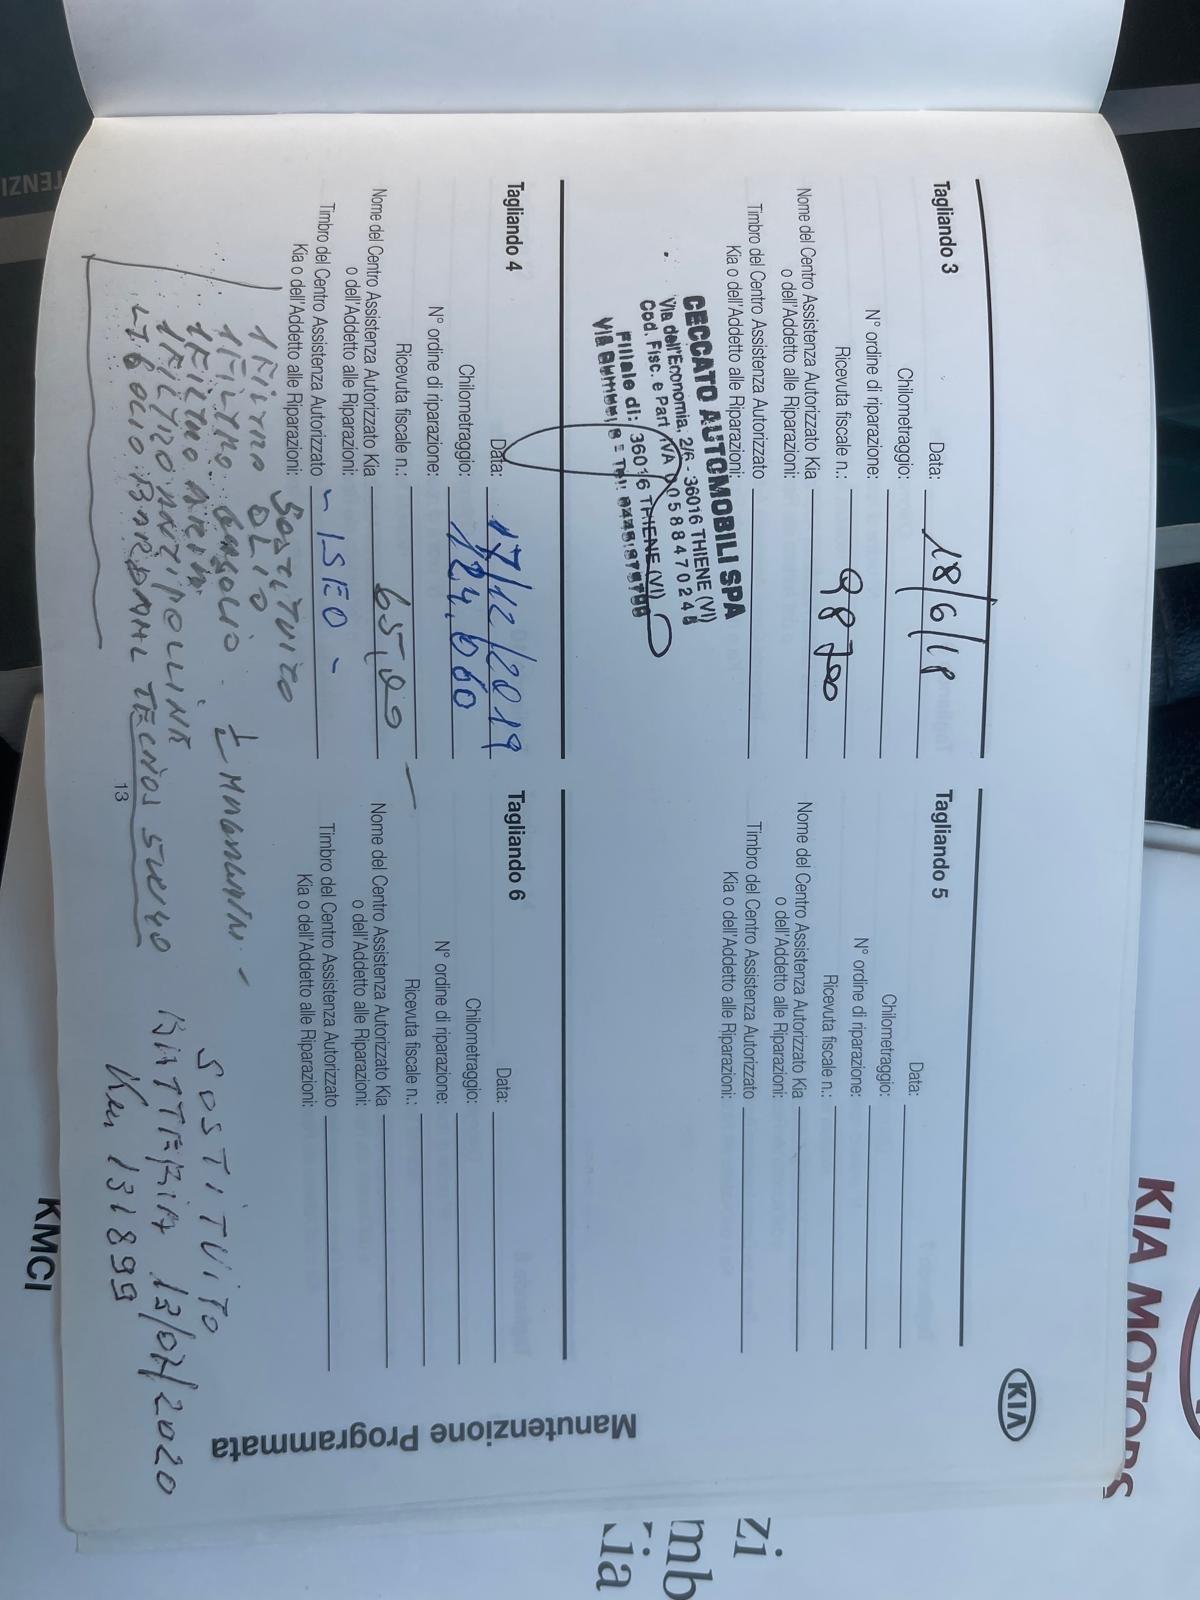 KIA
Manutenzione Programmata
Tagliando 3
Data: 18/6/18
Chilometraggio:
N° ordine di riparazione:
Ricevuta fiscale n.: 98700
Nome del Centro Assistenza Autorizzato Kia
o dell'Addetto alle Riparazioni:
Timbro del Centro Assistenza Autorizzato
Kia o dell'Addetto alle Riparazioni:
CECCATO AUTOMOBILI SPA
Via dell'Economia, 2/6 - 36016 THIENE (VI)
Cod. Fisc. e Part. IVA
Filiale di: 36016 THIENE (VI)
Tagliando 4
Data: 17/12/2019
Chilometraggio: 124,660
N° ordine di riparazione:
Ricevuta fiscale n.: 65,00
Nome del Centro Assistenza Autorizzato Kia
o dell'Addetto alle Riparazioni:
Timbro del Centro Assistenza Autorizzato - ISEO -
Kia o dell'Addetto alle Riparazioni: SOSTITUITO
1 FILTRO OLIO
1 FILTRO GASOLIO
1 FILTRO ARIA
1 FILTRO ANTIPOLLINE
OLIO BARDAHL TECNOS 5W40
Tagliando 5
Data:
Chilometraggio:
N° ordine di riparazione:
Ricevuta fiscale n.:
Nome del Centro Assistenza Autorizzato Kia
o dell'Addetto alle Riparazioni:
Timbro del Centro Assistenza Autorizzato
Kia o dell'Addetto alle Riparazioni:
Tagliando 6
Data:
Chilometraggio:
N° ordine di riparazione:
Ricevuta fiscale n.:
Nome del Centro Assistenza Autorizzato Kia
o dell'Addetto alle Riparazioni:
Timbro del Centro Assistenza Autorizzato
Kia o dell'Addetto alle Riparazioni:
SOSTITUITO
BATTERIA 13/07/2020
Km 131899
13
KIA MOTORS
KMCI